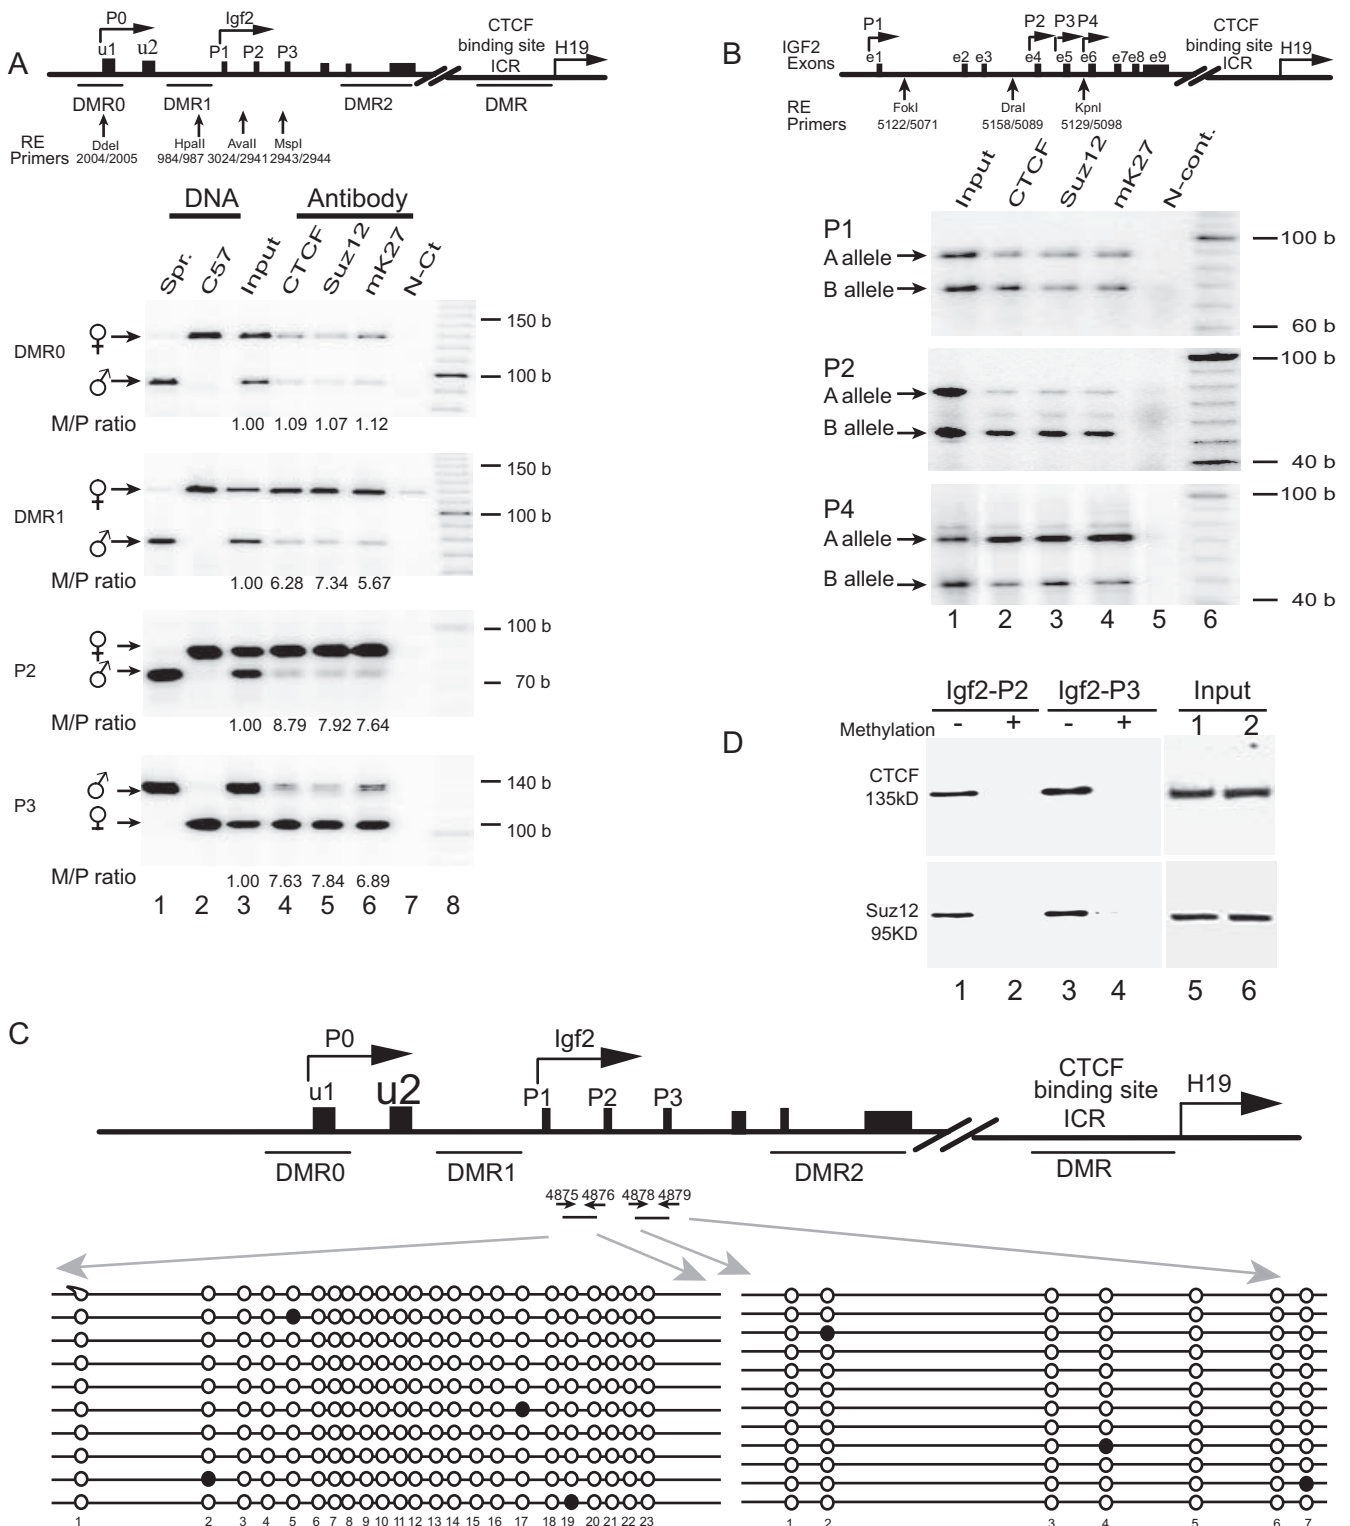 A
P0
Igf2
u1
u2
P1
P2
P3
CTCF
binding site
ICR
H19
DMR0
DMR1
DMR2
DMR
RE
Primers
DdeI
HpaII
AvaII
MspI
2004/2005
984/987
3024/2941
2943/2944
DNA
Antibody
Spr.
C57
Input
CTCF
Suz12
mK27
N-Ct
DMR0
♀
♂
150 b
100 b
M/P ratio
1.00 1.09 1.07 1.12
DMR1
♀
♂
150 b
100 b
M/P ratio
1.00 6.28 7.34 5.67
P2
♀
♂
100 b
70 b
M/P ratio
1.00 8.79 7.92 7.64
P3
♂
♀
140 b
100 b
M/P ratio
1.00 7.63 7.84 6.89
1 2 3 4 5 6 7 8
B
P1
P2
P3
P4
CTCF
binding site
ICR
H19
IGF2
Exons
e1
e2
e3
e4
e5
e6
e7
e8
e9
RE
Primers
FokI
DraI
KpnI
5122/5071
5158/5089
5129/5098
Input
CTCF
Suz12
mK27
N-cont.
P1
A allele
B allele
100 b
60 b
P2
A allele
B allele
100 b
40 b
P4
A allele
B allele
100 b
40 b
1 2 3 4 5 6
D
Igf2-P2
Igf2-P3
Input
Methylation
- + - + 1 2
CTCF
135kD
Suz12
95KD
1 2 3 4 5 6
C
P0
Igf2
u1
u2
P1
P2
P3
CTCF
binding site
ICR
H19
DMR0
DMR1
DMR2
DMR
4875 4876 4878 4879
1 2 3 4 5 6 7 8 9 10 11 12 13 14 15 16 17 18 19 20 21 22 23
1 2 3 4 5 6 7